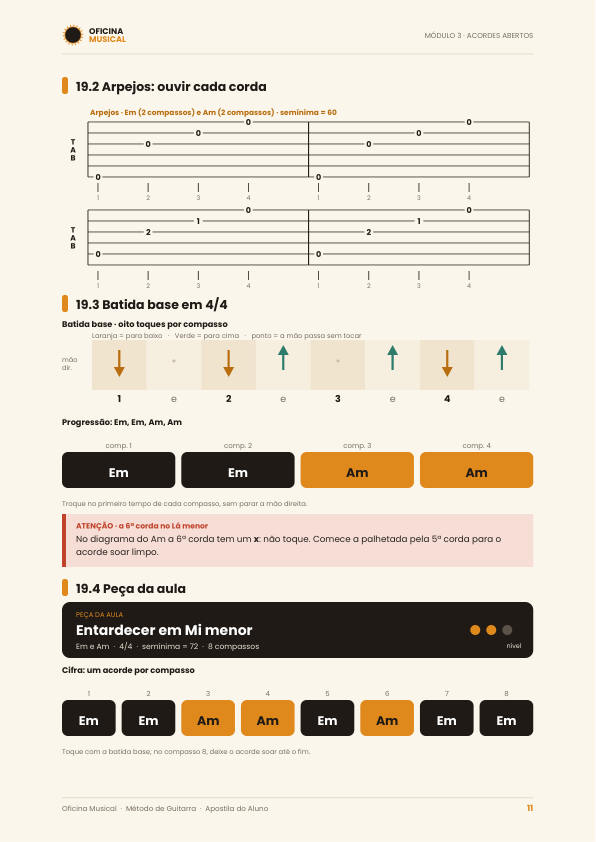 OFICINA
MUSICAL
MÓDULO 3 · ACORDES ABERTOS
19.2 Arpejos: ouvir cada corda
Arpejos · Em (2 compassos) e Am (2 compassos) · semínima = 60
0 0
0 0
T
A 0 0
B
0 0
1 2 3 4 1 2 3 4
0 0
1 1
T
A 2 2
B
0 0
1 2 3 4 1 2 3 4
19.3 Batida base em 4/4
Batida base · oito toques por compasso
Laranja = para baixo · Verde = para cima · ponto = a mão passa sem tocar
mão
dir.
1 e 2 e 3 e 4 e
Progressão: Em, Em, Am, Am
comp. 1 comp. 2 comp. 3 comp. 4
Em Em Am Am
Troque no primeiro tempo de cada compasso, sem parar a mão direita.
ATENÇÃO · a 6ª corda no Lá menor
No diagrama do Am a 6ª corda tem um x: não toque. Comece a palhetada pela 5ª corda para o
acorde soar limpo.
19.4 Peça da aula
PEÇA DA AULA
Entardecer em Mi menor
Em e Am · 4/4 · semínima = 72 · 8 compassos
nível
Cifra: um acorde por compasso
1 2 3 4 5 6 7 8
Em Em Am Am Em Am Em Em
Toque com a batida base; no compasso 8, deixe o acorde soar até o fim.
Oficina Musical · Método de Guitarra · Apostila do Aluno
11